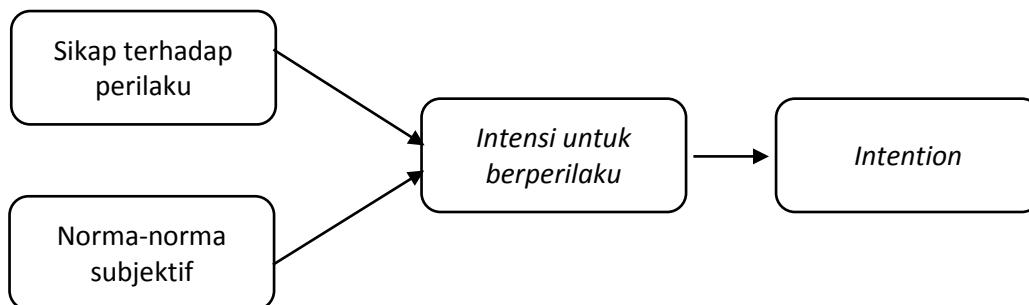 Sikap terhadap
perilaku
Intensi untuk
berperilaku
Intention
Norma-norma
subjektif